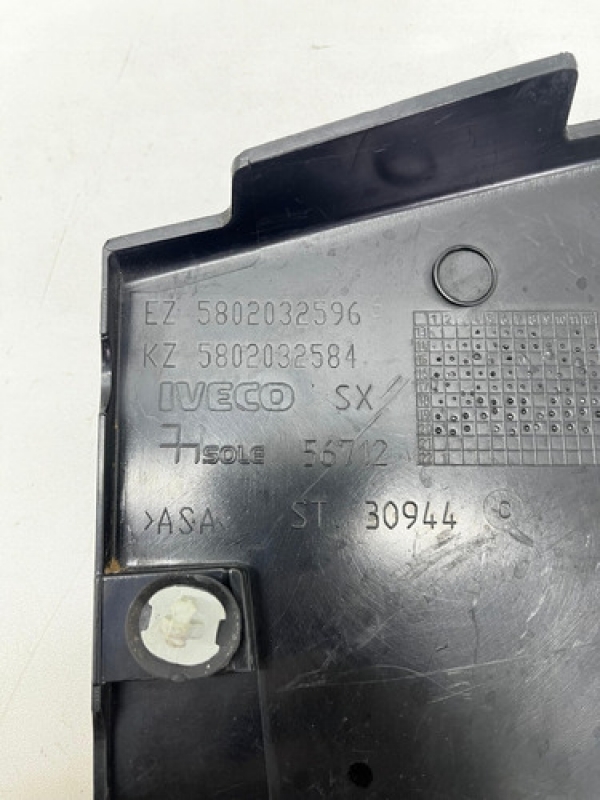 EZ 5802032596
KZ 5802032584
IVECO SX
SOLE 56712
>ASA<
ST. 30944 C